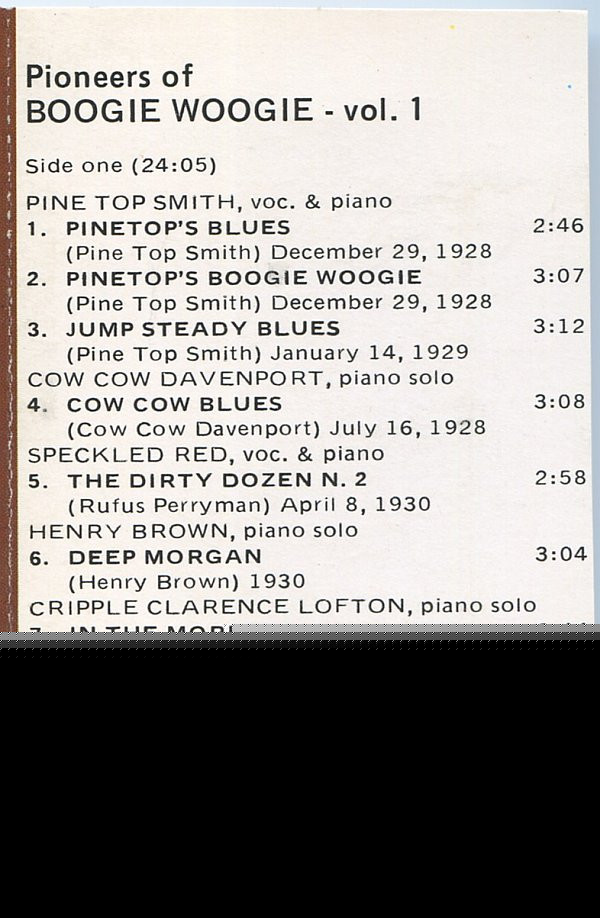 Pioneers of
BOOGIE WOOGIE - vol. 1
Side one (24:05)
PINE TOP SMITH, voc. & piano
1. PINETOP'S BLUES 2:46
(Pine Top Smith) December 29, 1928
2. PINETOP'S BOOGIE WOOGIE 3:07
(Pine Top Smith) December 29, 1928
3. JUMP STEADY BLUES 3:12
(Pine Top Smith) January 14, 1929
COW COW DAVENPORT, piano solo
4. COW COW BLUES 3:08
(Cow Cow Davenport) July 16, 1928
SPECKLED RED, voc. & piano
5. THE DIRTY DOZEN N. 2 2:58
(Rufus Perryman) April 8, 1930
HENRY BROWN, piano solo
6. DEEP MORGAN 3:04
(Henry Brown) 1930
CRIPPLE CLARENCE LOFTON, piano solo
7. IN THE